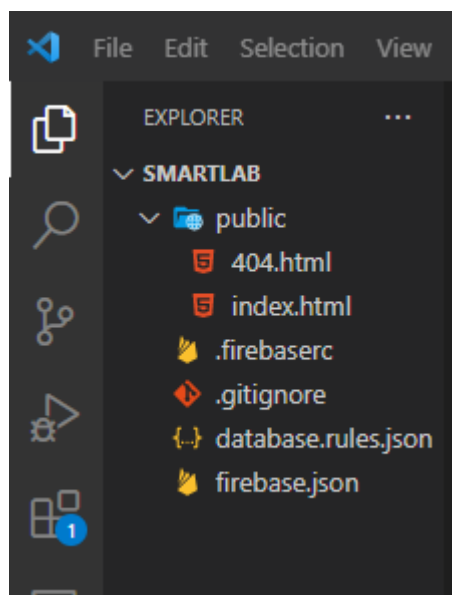 File Edit Selection View
EXPLORER ...
SMARTLAB
public
404.html
index.html
.firebaserc
.gitignore
{..} database.rules.json
firebase.json
1